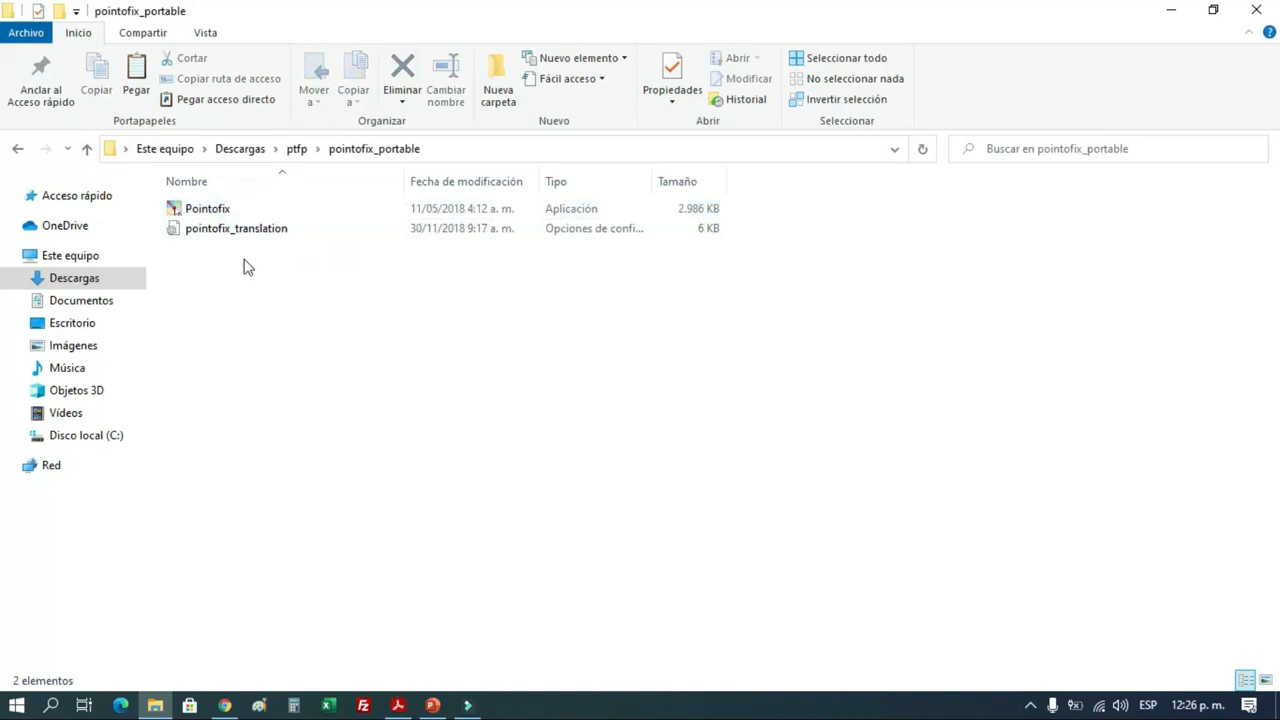 pointofix_portable
Archivo Inicio Compartir Vista
Anclar al Acceso rápido
Copiar
Pegar
Cortar
Copiar ruta de acceso
Pegar acceso directo
Portapapeles
Mover a
Copiar a
Eliminar
Cambiar nombre
Organizar
Nueva carpeta
Nuevo elemento
Fácil acceso
Nuevo
Propiedades
Abrir
Modificar
Historial
Abrir
Seleccionar todo
No seleccionar nada
Invertir selección
Seleccionar
Este equipo > Descargas > ptfp > pointofix_portable
Buscar en pointofix_portable
Nombre Fecha de modificación Tipo Tamaño
Pointofix 11/05/2018 4:12 a. m. Aplicación 2.986 KB
pointofix_translation 30/11/2018 9:17 a. m. Opciones de confi... 6 KB
Acceso rápido
OneDrive
Este equipo
Descargas
Documentos
Escritorio
Imágenes
Música
Objetos 3D
Vídeos
Disco local (C:)
Red
2 elementos
ESP 12:26 p. m.